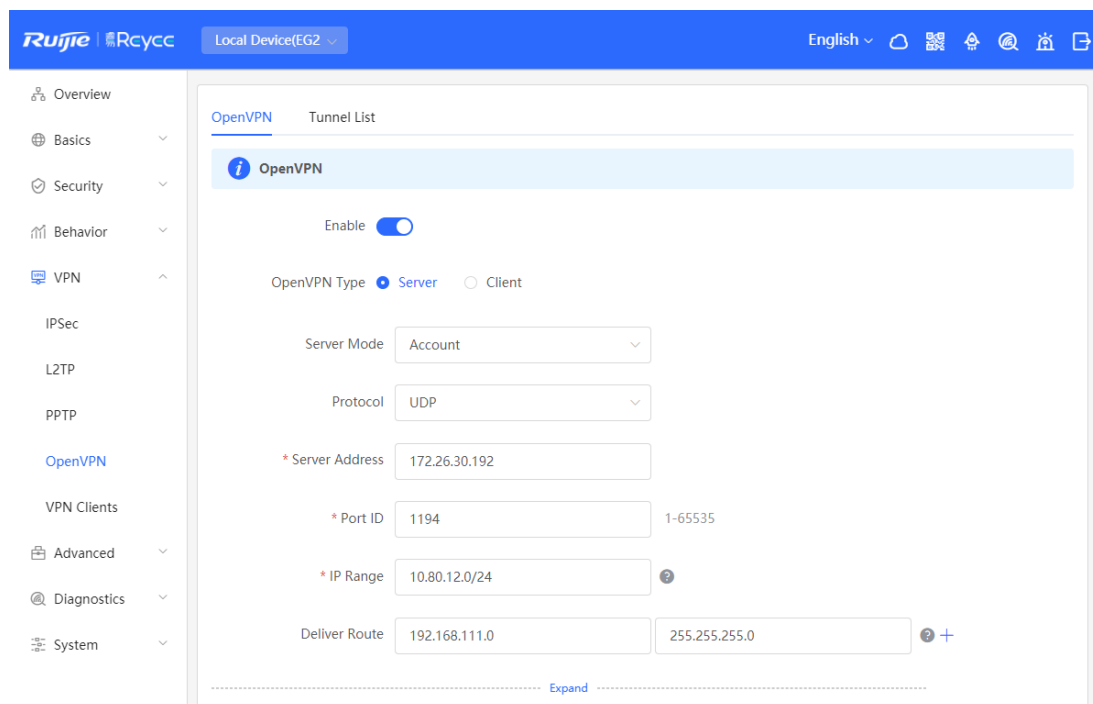 Ruijie | Rcycc
Local Device(EG2
English
Overview
Basics
Security
Behavior
VPN
IPSec
L2TP
PPTP
OpenVPN
VPN Clients
Advanced
Diagnostics
System
OpenVPN Tunnel List
i OpenVPN
Enable
OpenVPN Type Server Client
Server Mode Account
Protocol UDP
* Server Address 172.26.30.192
* Port ID 1194 1-65535
* IP Range 10.80.12.0/24 ?
Deliver Route 192.168.111.0 255.255.255.0 ? +
Expand